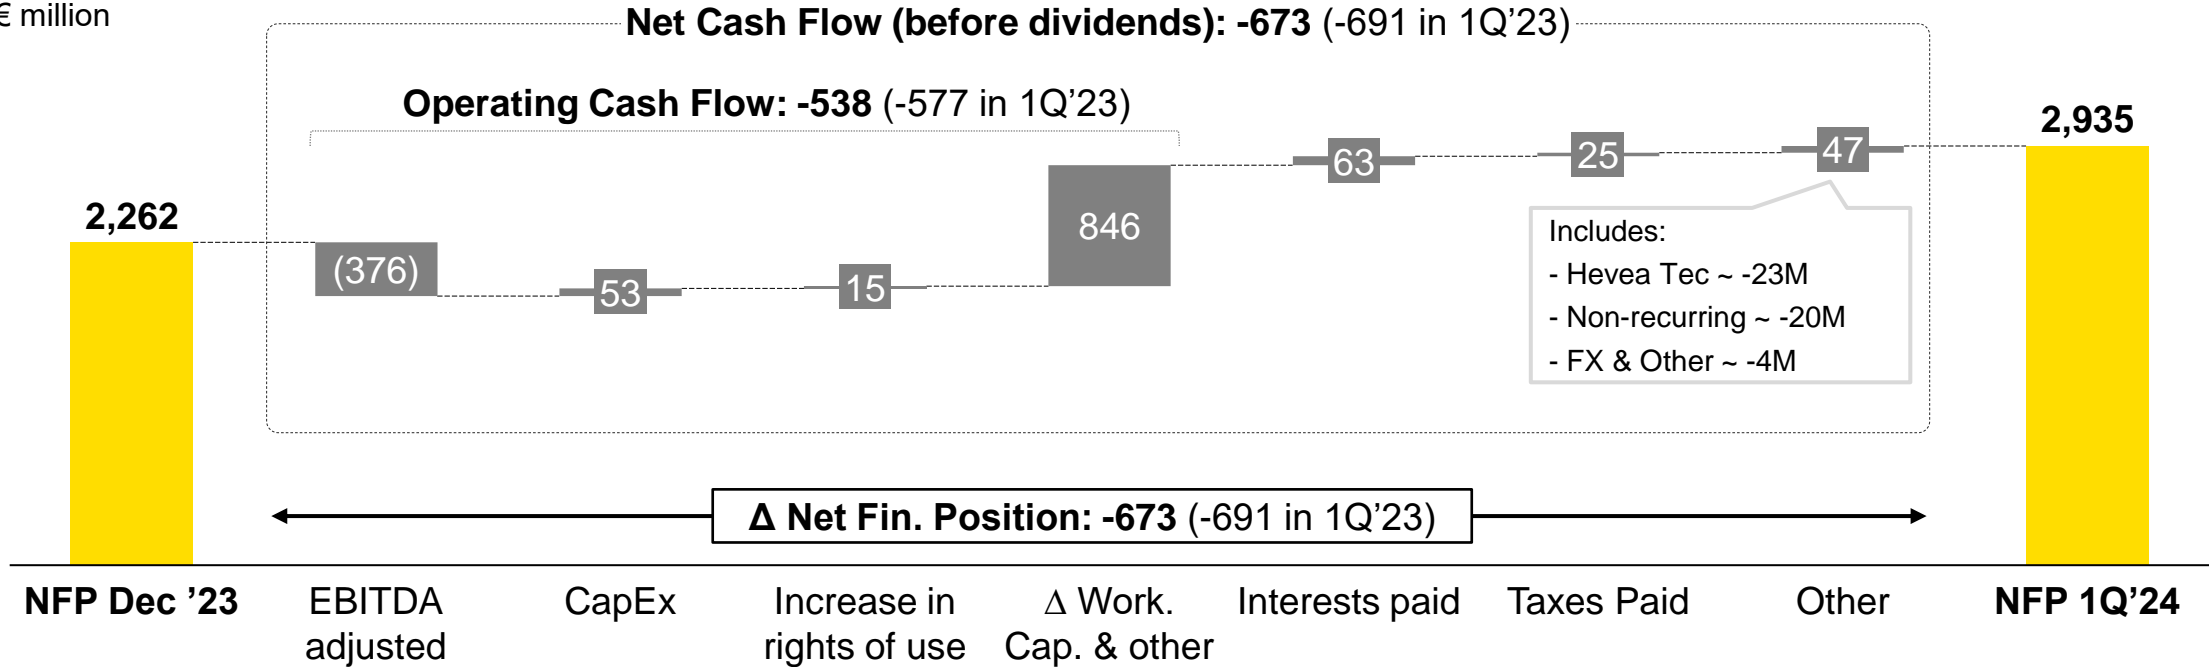 € million
Net Cash Flow (before dividends): -673 (-691 in 1Q’23)
Operating Cash Flow: -538 (-577 in 1Q’23)
2,262
(376)
53
15
846
63
25
47
2,935
Includes:
- Hevea Tec ~ -23M
- Non-recurring ~ -20M
- FX & Other ~ -4M
Δ Net Fin. Position: -673 (-691 in 1Q’23)
NFP Dec ’23
EBITDA
adjusted
CapEx
Increase in
rights of use
Δ Work.
Cap. & other
Interests paid
Taxes Paid
Other
NFP 1Q’24